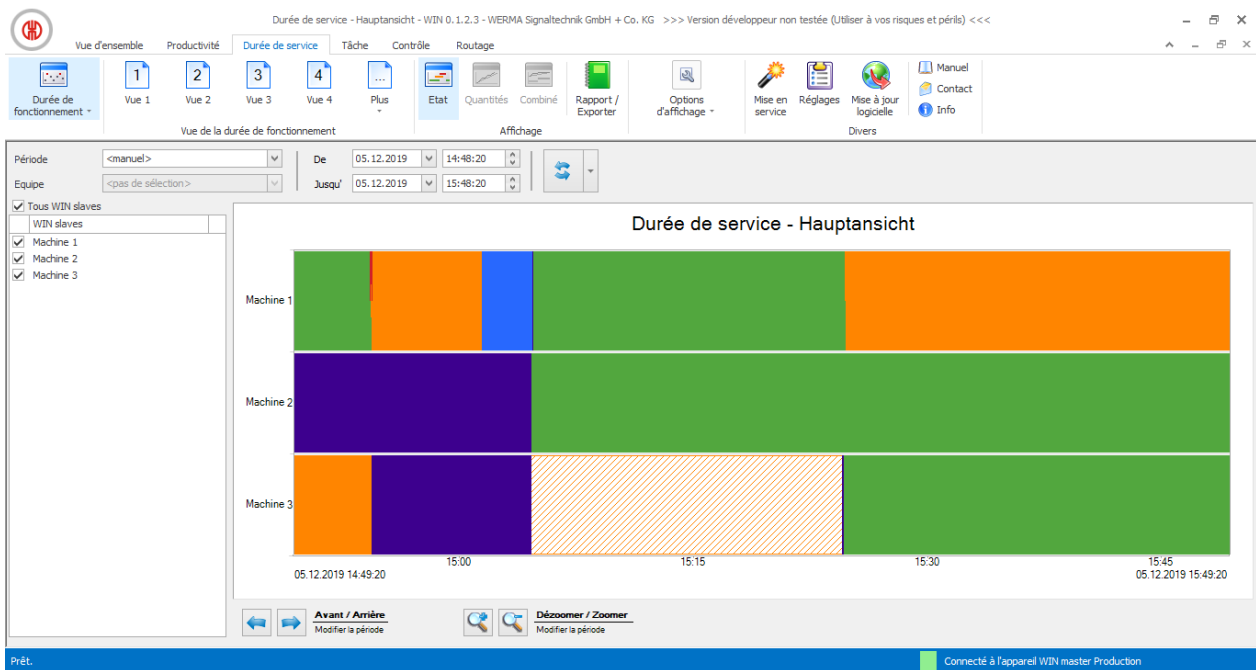 Durée de service - Hauptansicht - WIN 0.1.2.3 - WERMA Signaltechnik GmbH + Co. KG >>> Version développeur non testée (Utiliser à vos risques et périls) <<<
Vue d'ensemble Productivité Durée de service Tâche Contrôle Routage
1 2 3 4 ...
Durée de fonctionnement
Vue 1
Vue 2
Vue 3
Vue 4
Plus
Etat
Quantités
Combiné
Rapport / Exporter
Options d'affichage
Mise en service
Réglages
Mise à jour logicielle
Manuel
Contact
Info
Vue de la durée de fonctionnement
Affichage
Divers
Période <manuel> De 05.12.2019 14:48:20
Equipe <pas de sélection> Jusqu' 05.12.2019 15:48:20
Tous WIN slaves
WIN slaves
Machine 1
Machine 2
Machine 3
Durée de service - Hauptansicht
Machine 1
Machine 2
Machine 3
15:00 15:15 15:30 15:45
05.12.2019 14:49:20 05.12.2019 15:49:20
Avant / Arrière
Modifier la période
Dézoomer / Zoomer
Modifier la période
Prêt. Connecté à l'appareil WIN master Production